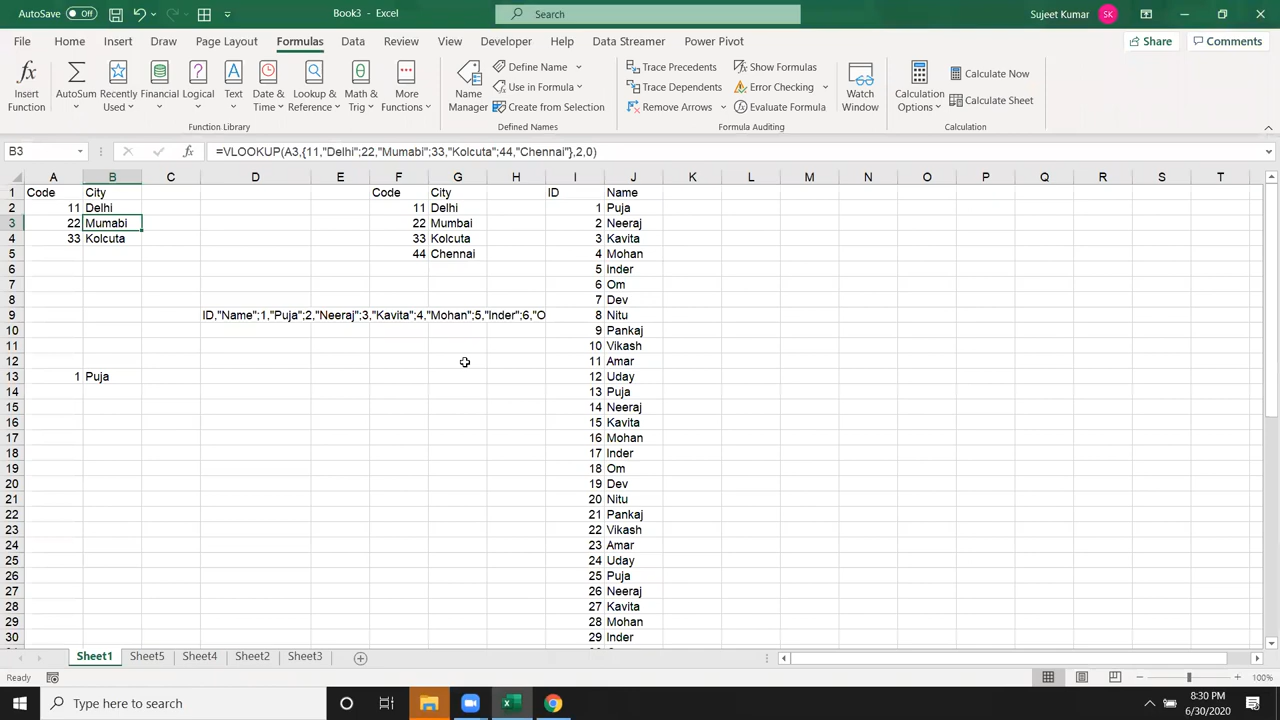 AutoSave Off Book3 Search Sujeet Kumar SK
File Home Insert Draw Page Layout Formulas Data Review View Developer Help Data Streamer Power Pivot Share Comments
Insert Function AutoSum Recently Used Financial Logical Text Date & Time Lookup & Reference Math & Trig More Functions
Function Library
Name Manager Define Name Use in Formula Create from Selection
Defined Names
Trace Precedents Trace Dependents Remove Arrows Show Formulas Error Checking Evaluate Formula Watch Window
Formula Auditing
Calculation Options Calculate Now Calculate Sheet
Calculation
B3 fx =VLOOKUP(A3,{11,"Delhi";22,"Mumabi";33,"Kolcuta";44,"Chennai"},2,0)
A B C D E F G H I J K L M N O P Q R S T
1 Code City Code City ID Name
2 11 Delhi 11 Delhi 1 Puja
3 22 Mumabi 22 Mumbai 2 Neeraj
4 33 Kolcuta 33 Kolcuta 3 Kavita
5 44 Chennai 4 Mohan
6 5 Inder
7 6 Om
8 7 Dev
9 ID,"Name";1,"Puja";2,"Neeraj";3,"Kavita";4,"Mohan";5,"Inder";6,"O 8 Nitu
10 9 Pankaj
11 10 Vikash
12 11 Amar
13 1 Puja 12 Uday
14 13 Puja
15 14 Neeraj
16 15 Kavita
17 16 Mohan
18 17 Inder
19 18 Om
20 19 Dev
21 20 Nitu
22 21 Pankaj
23 22 Vikash
24 23 Amar
25 24 Uday
26 25 Puja
27 26 Neeraj
28 27 Kavita
29 28 Mohan
30 29 Inder
Sheet1 Sheet5 Sheet4 Sheet2 Sheet3
Ready 100%
Type here to search 8:30 PM
6/30/2020